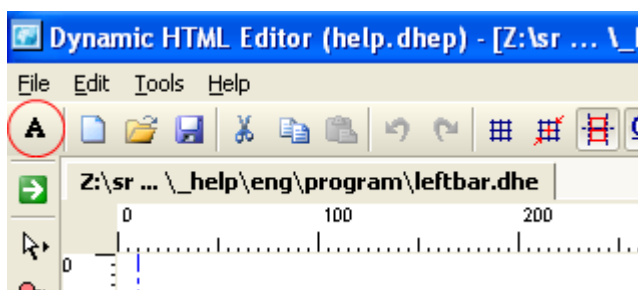 Dynamic HTML Editor (help.dhep) - [Z:\sr ... \_
File Edit Tools Help
A
Z:\sr ... \_help\eng\program\leftbar.dhe
0 100 200
0